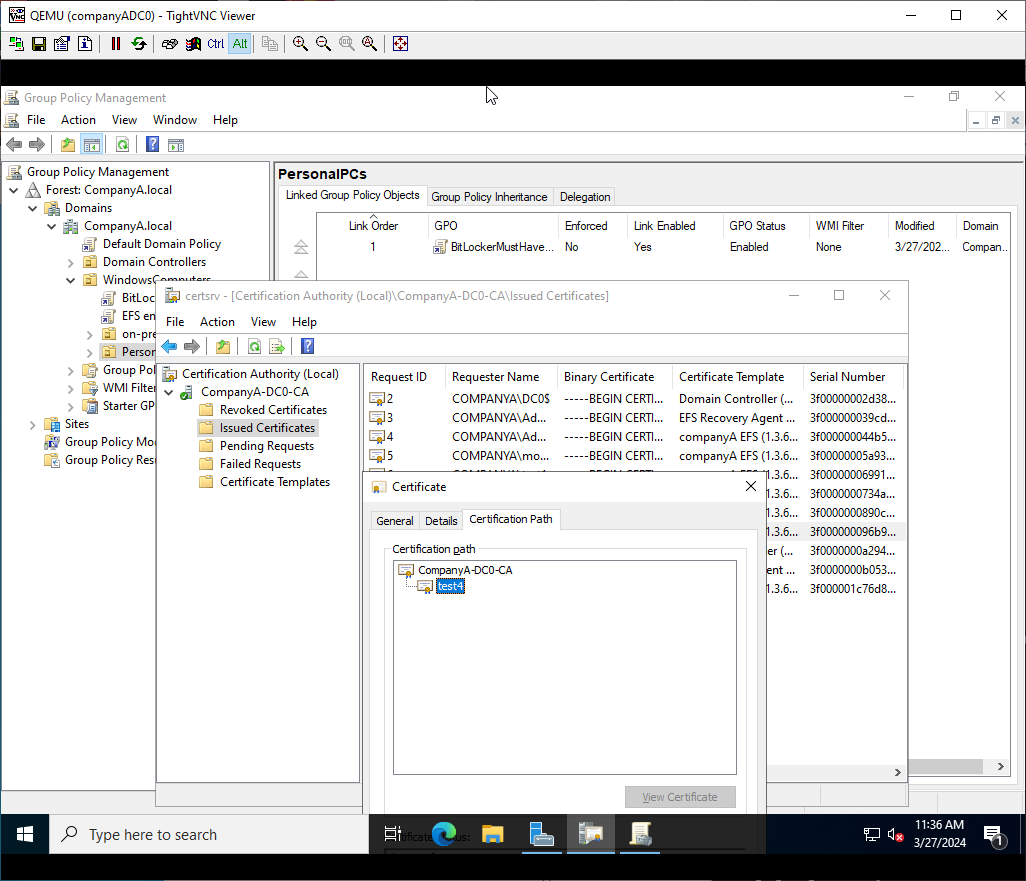 QEMU (companyADC0) - TightVNC Viewer
Ctrl Alt
Group Policy Management
File Action View Window Help
Group Policy Management
Forest: CompanyA.local
Domains
CompanyA.local
Default Domain Policy
Domain Controllers
WindowsComputers
BitLoc
EFS en
on-pre
Person
Group Pol
WMI Filter
Starter GP
Sites
Group Policy Mo
Group Policy Resu
PersonalPCs
Linked Group Policy Objects Group Policy Inheritance Delegation
Link Order GPO Enforced Link Enabled GPO Status WMI Filter Modified Domain
1 BitLockerMustHave... No Yes Enabled None 3/27/202... Compan...
certsrv - [Certification Authority (Local)\CompanyA-DC0-CA\Issued Certificates]
File Action View Help
Certification Authority (Local)
CompanyA-DC0-CA
Revoked Certificates
Issued Certificates
Pending Requests
Failed Requests
Certificate Templates
Request ID Requester Name Binary Certificate Certificate Template Serial Number
2 COMPANYA\DC0$ -----BEGIN CERTI... Domain Controller (... 3f00000002d38...
3 COMPANYA\Ad... -----BEGIN CERTI... EFS Recovery Agent ... 3f00000039cd...
4 COMPANYA\Ad... -----BEGIN CERTI... companyA EFS (1.3.6... 3f000000044b5...
5 COMPANYA\mo... -----BEGIN CERTI... companyA EFS (1.3.6... 3f00000005a93...
1.3.6... 3f00000006991...
1.3.6... 3f0000000734a...
1.3.6... 3f0000000890c...
1.3.6... 3f000000096b9...
er (... 3f0000000a294...
ent ... 3f0000000b053...
1.3.6... 3f000001c76d8...
Certificate
General Details Certification Path
Certification path
CompanyA-DC0-CA
test4
View Certificate
Type here to search
11:36 AM
3/27/2024
1